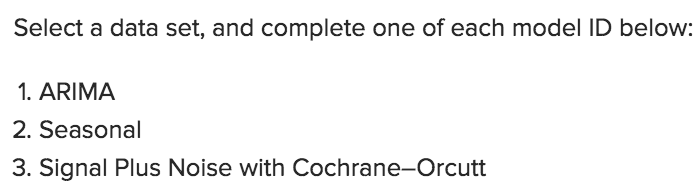 Select a data set, and complete one of each model ID below:
1. ARIMA
2. Seasonal
3. Signal Plus Noise with Cochrane–Orcutt